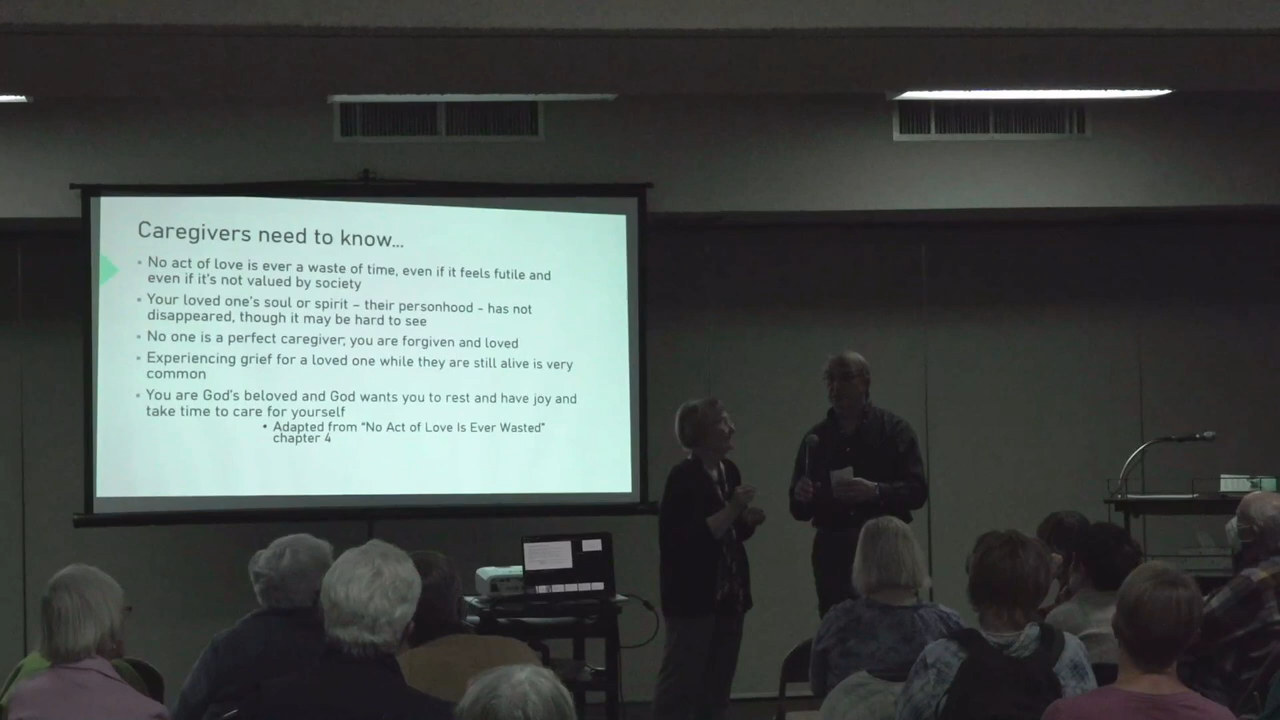 Caregivers need to know...
• No act of love is ever a waste of time, even if it feels futile and
even if it's not valued by society
• Your loved one's soul or spirit – their personhood - has not
disappeared, though it may be hard to see
• No one is a perfect caregiver; you are forgiven and loved
• Experiencing grief for a loved one while they are still alive is very
common
• You are God's beloved and God wants you to rest and have joy and
take time to care for yourself
• Adapted from "No Act of Love Is Ever Wasted"
chapter 4